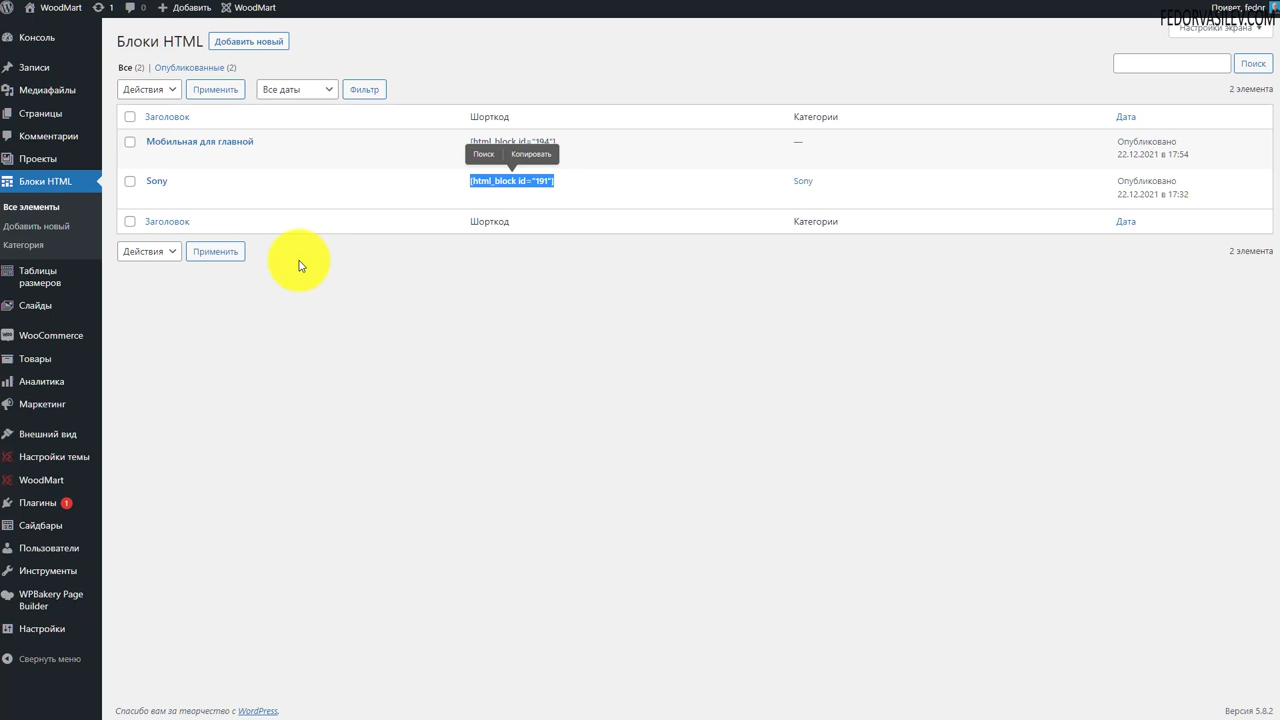 WoodMart 1 0 Добавить WoodMart Привет, fedor
FEDORVASILEV.COM
Настройки экрана
Консоль
Записи
Медиафайлы
Страницы
Комментарии
Проекты
Блоки HTML
Все элементы
Добавить новый
Категория
Таблицы
размеров
Слайды
WooCommerce
Товары
Аналитика
Маркетинг
Внешний вид
Настройки темы
WoodMart
Плагины 1
Сайдбары
Пользователи
Инструменты
WPBakery Page
Builder
Настройки
Свернуть меню
Блоки HTML Добавить новый
Все (2) | Опубликованные (2)
Поиск
Действия Применить Все даты Фильтр 2 элемента
Заголовок Шорткод Категории Дата
Мобильная для главной [html_block id="194"] — Опубликовано
22.12.2021 в 17:54
Поиск Копировать
Sony [html_block id="191"] Sony Опубликовано
22.12.2021 в 17:32
Заголовок Шорткод Категории Дата
Действия Применить 2 элемента
Спасибо вам за творчество с WordPress. Версия 5.8.2